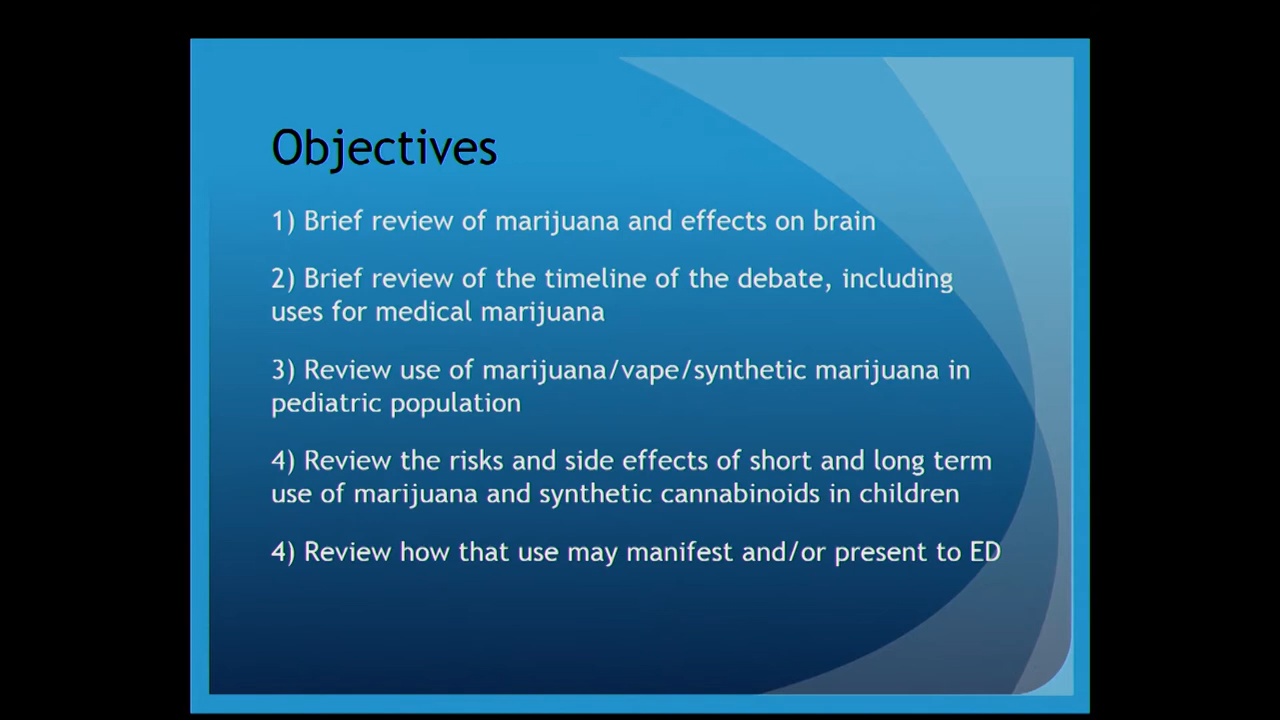 Objectives
1) Brief review of marijuana and effects on brain
2) Brief review of the timeline of the debate, including
uses for medical marijuana
3) Review use of marijuana/vape/synthetic marijuana in
pediatric population
4) Review the risks and side effects of short and long term
use of marijuana and synthetic cannabinoids in children
4) Review how that use may manifest and/or present to ED